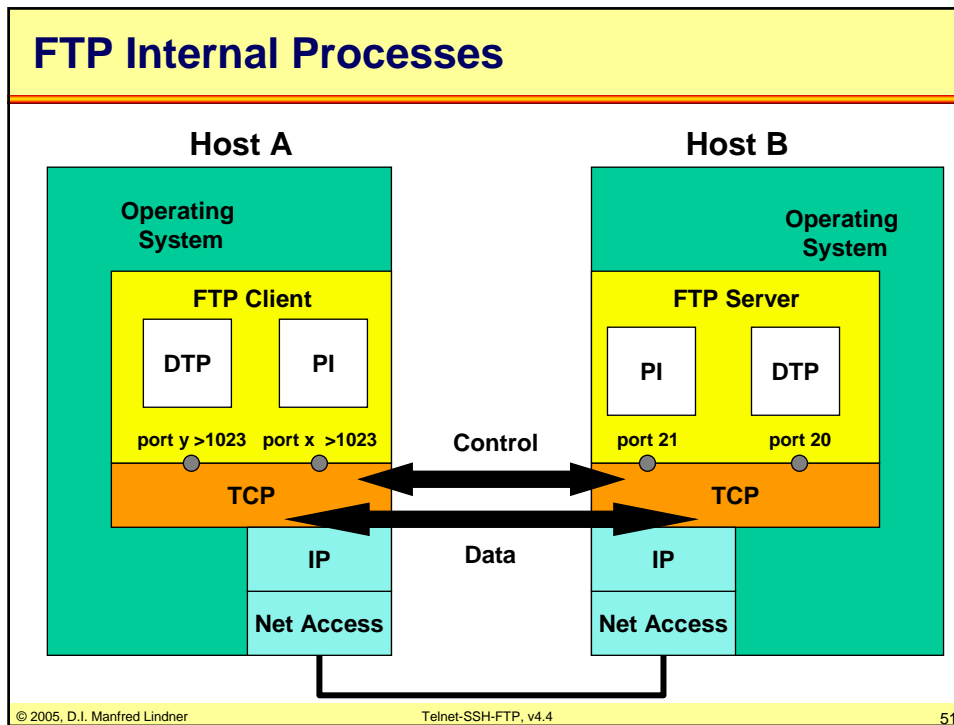 FTP Internal Processes
Host A
Host B
Operating
System
Operating
System
FTP Client
FTP Server
DTP
PI
PI
DTP
port y >1023
port x >1023
Control
port 21
port 20
TCP
TCP
Data
IP
IP
Net Access
Net Access
© 2005, D.I. Manfred Lindner
Telnet-SSH-FTP, v4.4
51